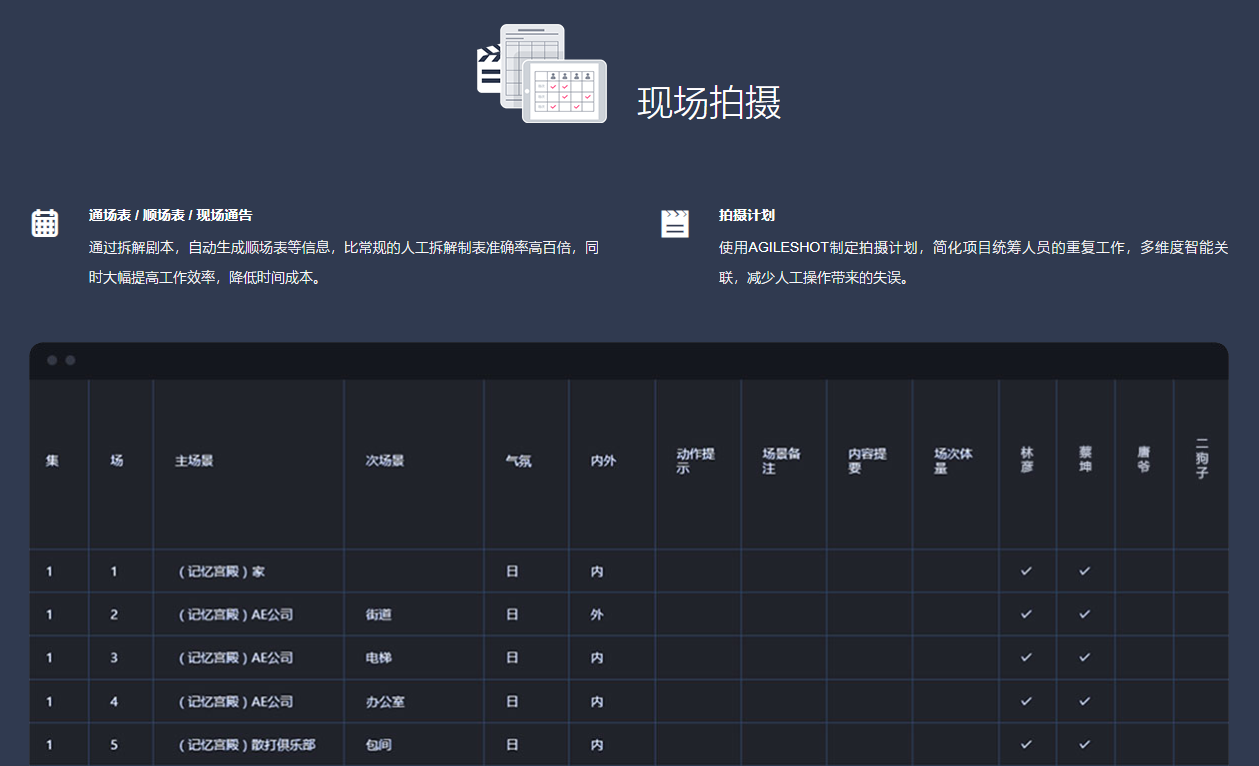 现场拍摄
通场表 / 顺场表 / 现场通告
通过拆解剧本，自动生成顺场表等信息，比常规的人工拆解制表准确率高百倍，同
时大幅提高工作效率，降低时间成本。
拍摄计划
使用AGILESHOT制定拍摄计划，简化项目统筹人员的重复工作，多维度智能关
联，减少人工操作带来的失误。
集 场 主场景 次场景 气氛 内外 动作提示 场景备注 内容提要 场次体量 林彦 蔡坤 唐爷 二狗子
1 1 （记忆宫殿）家 日 内 ✓ ✓
1 2 （记忆宫殿）AE公司 街道 日 外 ✓ ✓
1 3 （记忆宫殿）AE公司 电梯 日 内 ✓ ✓
1 4 （记忆宫殿）AE公司 办公室 日 内 ✓ ✓
1 5 （记忆宫殿）散打俱乐部 包间 日 内 ✓ ✓